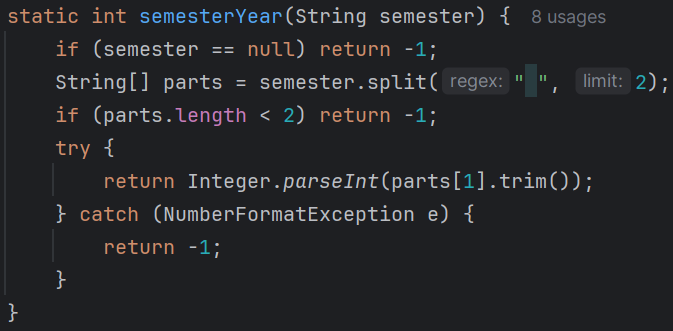 static int semesterYear(String semester) { 8 usages
    if (semester == null) return -1;
    String[] parts = semester.split( regex: " ", limit: 2);
    if (parts.length < 2) return -1;
    try {
        return Integer.parseInt(parts[1].trim());
    } catch (NumberFormatException e) {
        return -1;
    }
}